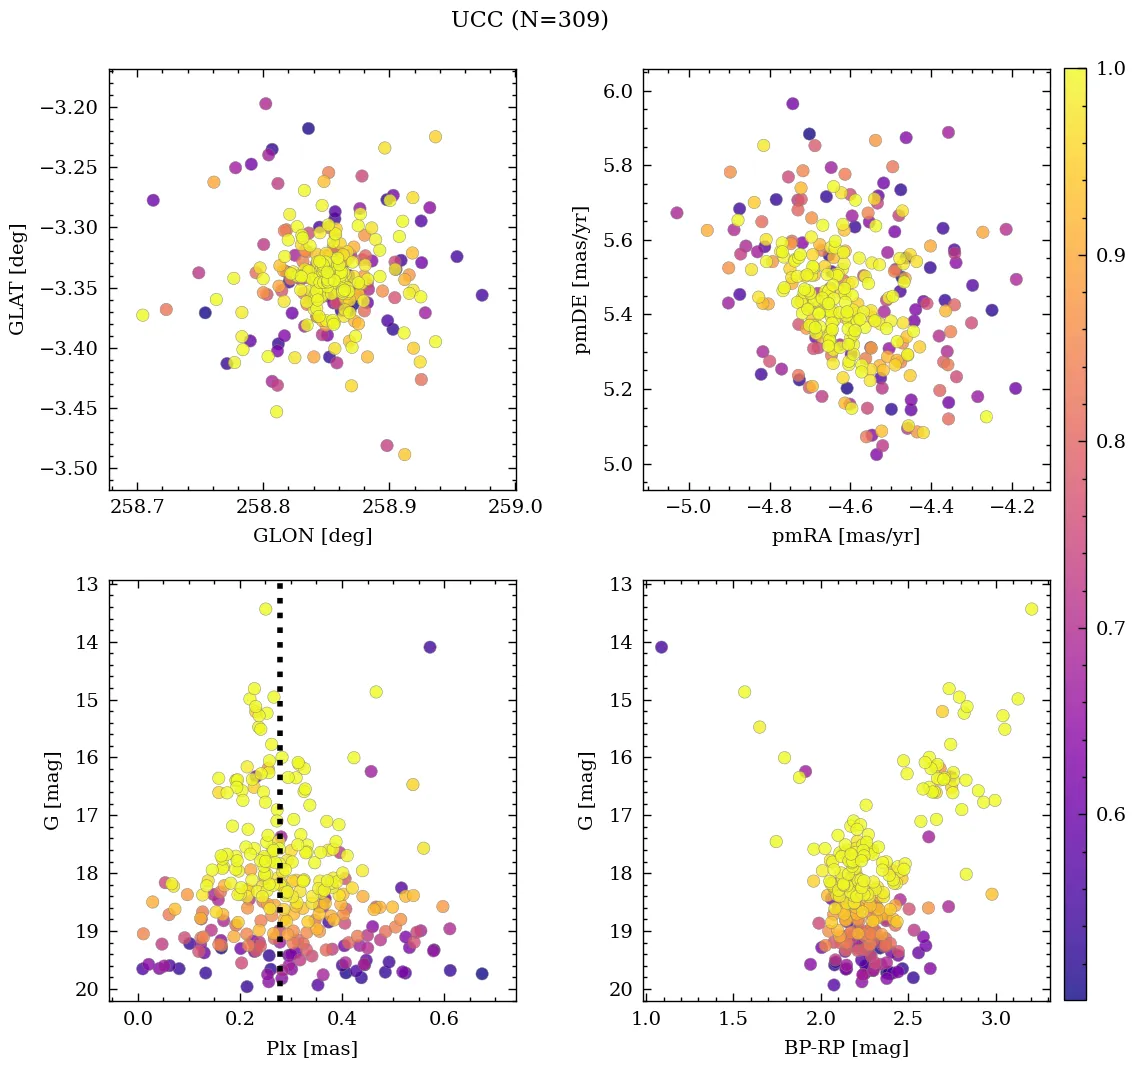 UCC (N=309)
−3.20
−3.25
−3.30
−3.35
−3.40
−3.45
−3.50
GLAT [deg]
258.7 258.8 258.9 259.0
GLON [deg]
6.0
5.8
5.6
5.4
5.2
5.0
pmDE [mas/yr]
−5.0 −4.8 −4.6 −4.4 −4.2
pmRA [mas/yr]
1.0
0.9
0.8
0.7
0.6
13
14
15
16
17
18
19
20
G [mag]
0.0 0.2 0.4 0.6
Plx [mas]
13
14
15
16
17
18
19
20
G [mag]
1.0 1.5 2.0 2.5 3.0
BP-RP [mag]